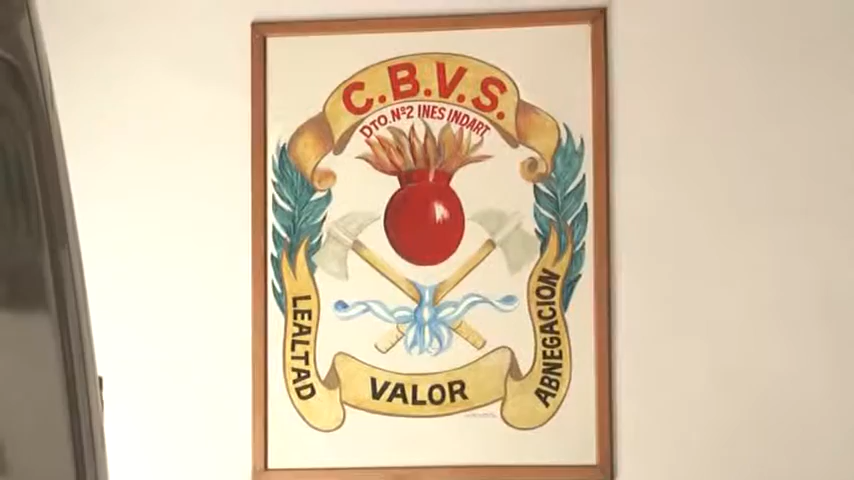 C.B.V.S.
DTO. Nº2 INES INDART
LEALTAD
VALOR
ABNEGACION